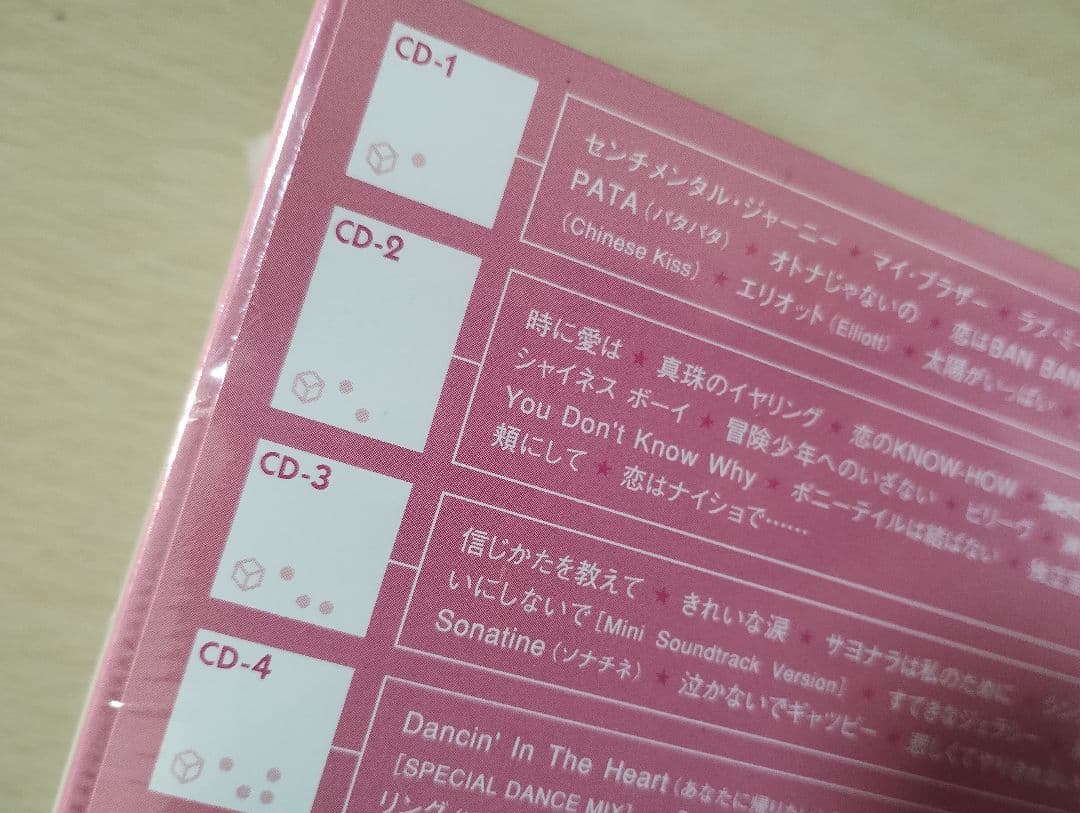 CD-1
センチメンタル・ジャーニー ★ マイ・ブラザー ★ ラブ・ミー
PATA (パタパタ) ★ オトナじゃないの ★ 恋はBAN BAN
(Chinese Kiss) ★ エリオット (Elliott) ★ 太陽がいっぱい
CD-2
時に愛は ★ 真珠のイヤリング ★ 恋のKNOW-HOW ★
シャイネス ボーイ ★ 冒険少年へのいざない ★ ビリーヴ ★
You Don't Know Why ★ ポニーテイルは結ばない ★
頬にして ★ 恋はナイショで……
CD-3
信じかたを教えて ★ きれいな涙 ★ サヨナラは私のために
いにしないで [Mini Soundtrack Version] ★ すてきなジェラシー ★
Sonatine (ソナチネ) ★ 泣かないでギャツビー ★ 悲しくてやりきれない
CD-4
Dancin' In The Heart (あなたに帰りたい
[SPECIAL DANCE MIX]
リング